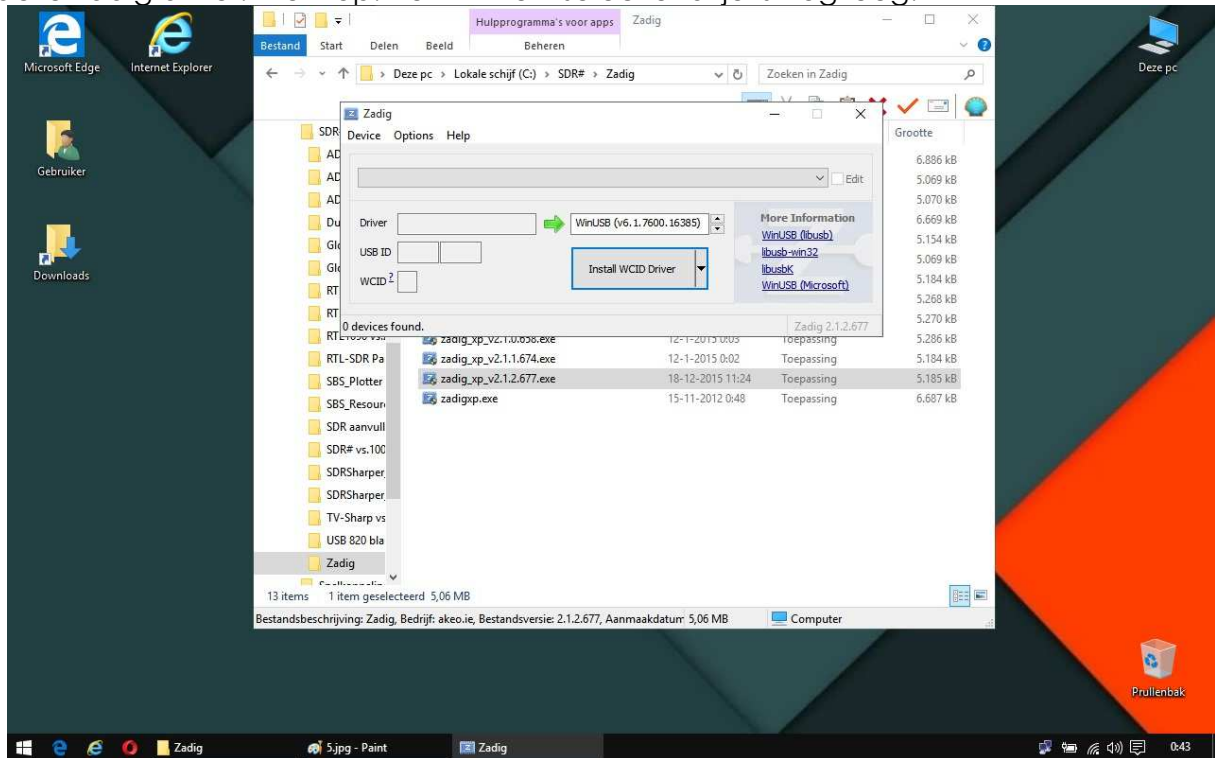 Hulpprogramma's voor apps Zadig
Bestand Start Delen Beeld Beheren
Microsoft Edge
Internet Explorer
Deze pc › Lokale schijf (C:) › SDR# › Zadig
Zoeken in Zadig
Deze pc
Zadig
Device Options Help
Grootte
Edit
Driver
WinUSB (v6.1.7600.16385)
USB ID
WCID ?
Install WCID Driver
More Information
WinUSB (libusb)
libusb-win32
libusbK
WinUSB (Microsoft)
0 devices found.
Zadig 2.1.2.677
6.886 kB
5.069 kB
5.070 kB
6.669 kB
5.154 kB
5.069 kB
5.184 kB
5.268 kB
5.270 kB
5.286 kB
zadig_xp_v2.1.1.674.exe 12-1-2015 0:02 Toepassing 5.184 kB
zadig_xp_v2.1.2.677.exe 18-12-2015 11:24 Toepassing 5.185 kB
zadigxp.exe 15-11-2012 0:48 Toepassing 6.687 kB
SDR
AD
AD
AD
Du
RT
RT
RTL-SDR Pa
SBS_Plotter
SBS_Resour
SDR aanvull
SDR# vs.100
SDRSharper
SDRSharper
TV-Sharp vs
USB 820 bla
Zadig
Gebruiker
Downloads
13 items 1 item geselecteerd 5,06 MB
Bestandsbeschrijving: Zadig, Bedrijf: akeo.ie, Bestandsversie: 2.1.2.677, Aanmaakdatum 5,06 MB Computer
Prullenbak
Zadig
5.jpg - Paint
Zadig
0:43